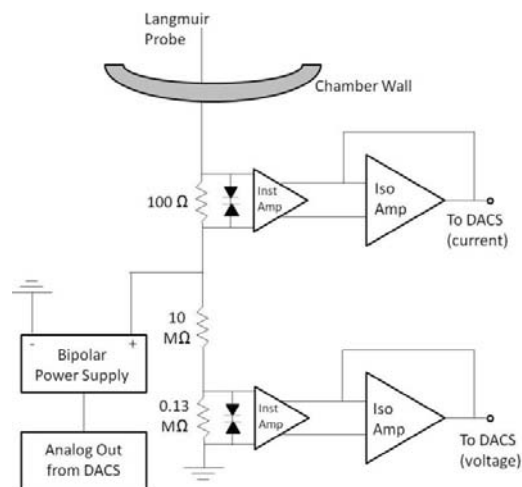 Langmuir
Probe
Chamber Wall
100 Ω
Inst
Amp
Iso
Amp
To DACS
(current)
10
MΩ
- +
Bipolar
Power Supply
0.13
MΩ
Inst
Amp
Iso
Amp
To DACS
(voltage)
Analog Out
from DACS